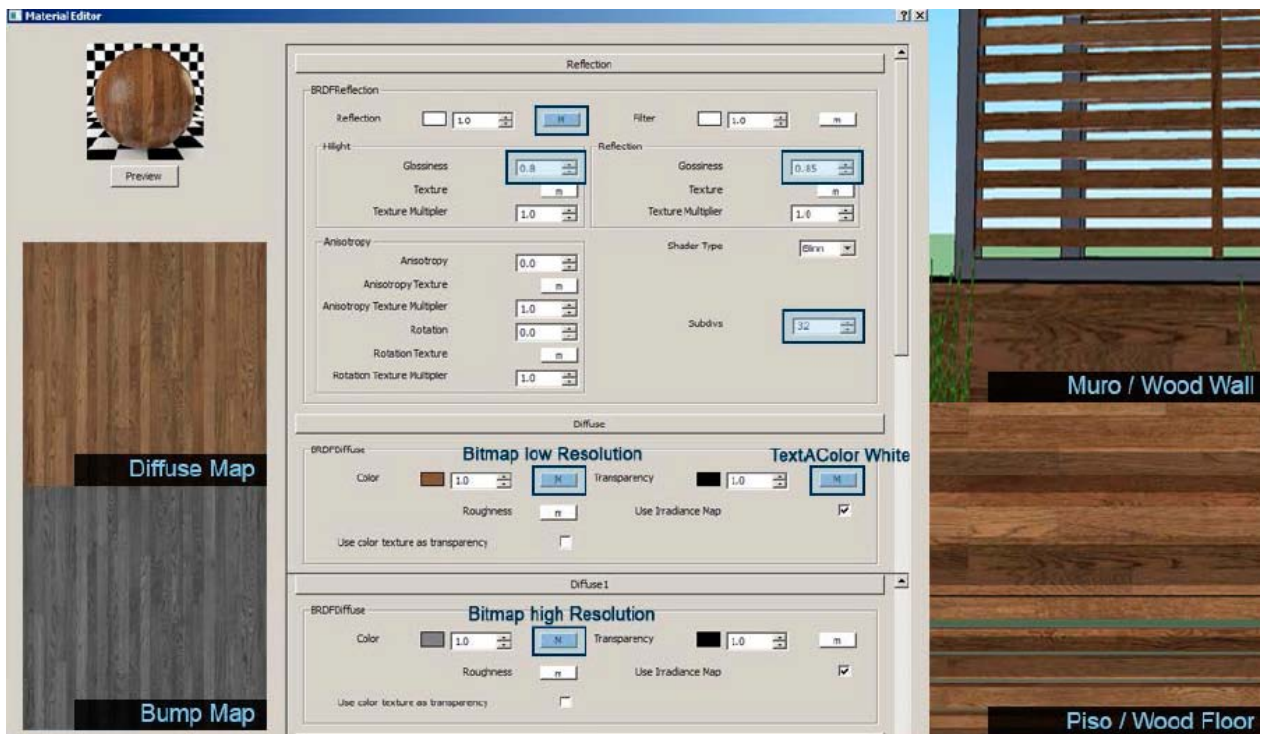 Material Editor
? ×
Preview
Diffuse Map
Bump Map
Reflection
BRDFReflection
Reflection 1.0 M Filter 1.0 m
Hilight
Glossiness 0.8
Texture m
Texture Multiplier 1.0
Reflection
Gossiness 0.85
Texture m
Texture Multiplier 1.0
Anisotropy
Anisotropy 0.0
Anisotropy Texture m
Anisotropy Texture Multiplier 1.0
Rotation 0.0
Rotation Texture m
Rotation Texture Multiplier 1.0
Shader Type Blinn
Subdivs 32
Diffuse
BRDFDiffuse
Bitmap low Resolution
TextAColor White
Color 1.0 M Transparency 1.0 M
Roughness m Use Irradiance Map
Use color texture as transparency
Diffuse1
BRDFDiffuse
Bitmap high Resolution
Color 1.0 M Transparency 1.0 m
Roughness m Use Irradiance Map
Use color texture as transparency
Muro / Wood Wall
Piso / Wood Floor